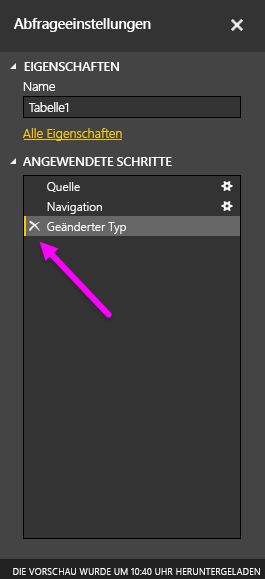 Abfrageeinstellungen
EIGENSCHAFTEN
Name
Tabelle1
Alle Eigenschaften
ANGEWENDETE SCHRITTE
Quelle
Navigation
Geänderter Typ
DIE VORSCHAU WURDE UM 10:40 UHR HERUNTERGELADEN